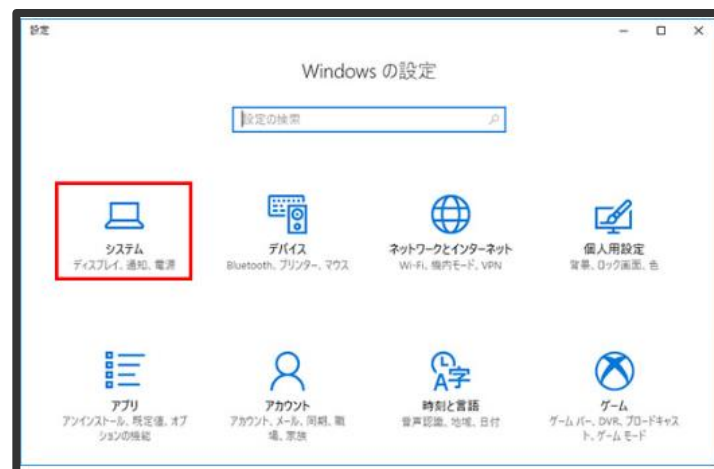 設定
Windows の設定
設定の検索
システム
ディスプレイ、通知、電源
デバイス
Bluetooth、プリンター、マウス
ネットワークとインターネット
Wi-Fi、機内モード、VPN
個人用設定
背景、ロック画面、色
アプリ
アンインストール、既定値、オプ
ションの機能
アカウント
アカウント、メール、同期、職
場、家族
時刻と言語
音声認識、地域、日付
ゲーム
ゲーム バー、DVR、ブロードキャス
ト、ゲーム モード